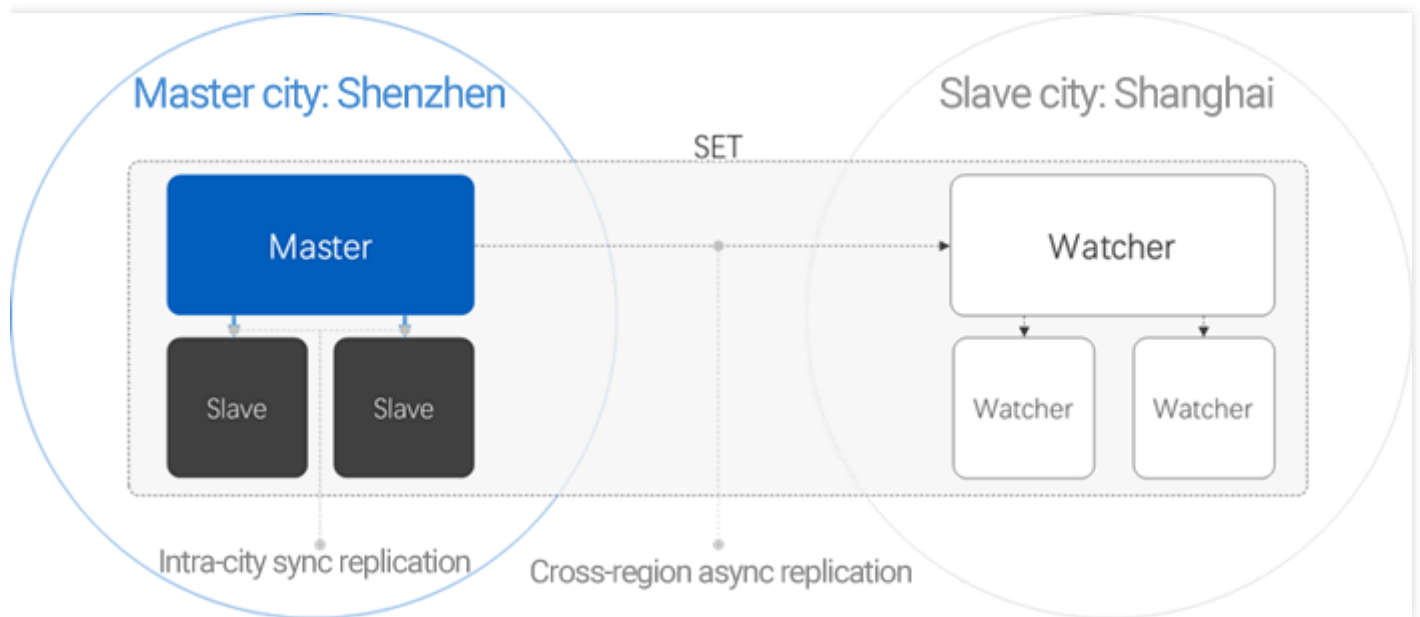 Master city: Shenzhen
Slave city: Shanghai
SET
Master
Watcher
Slave
Slave
Watcher
Watcher
Intra-city sync replication
Cross-region async replication